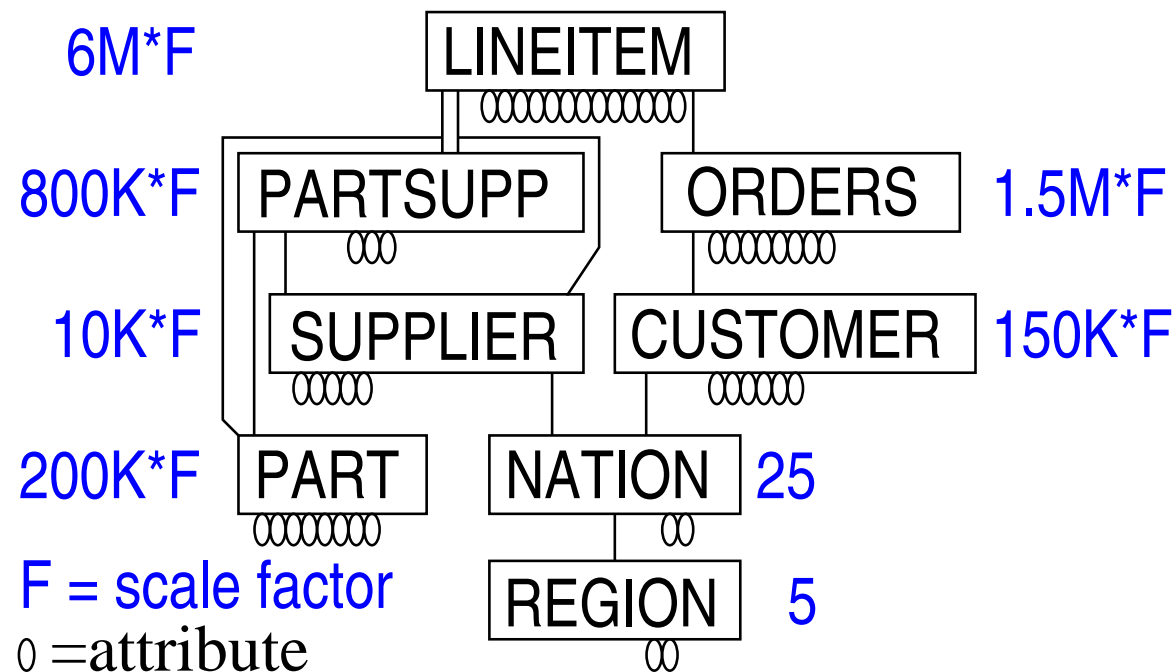 6M*F LINEITEM
800K*F PARTSUPP ORDERS 1.5M*F
10K*F SUPPLIER CUSTOMER 150K*F
200K*F PART NATION 25
F = scale factor
REGION 5
=attribute